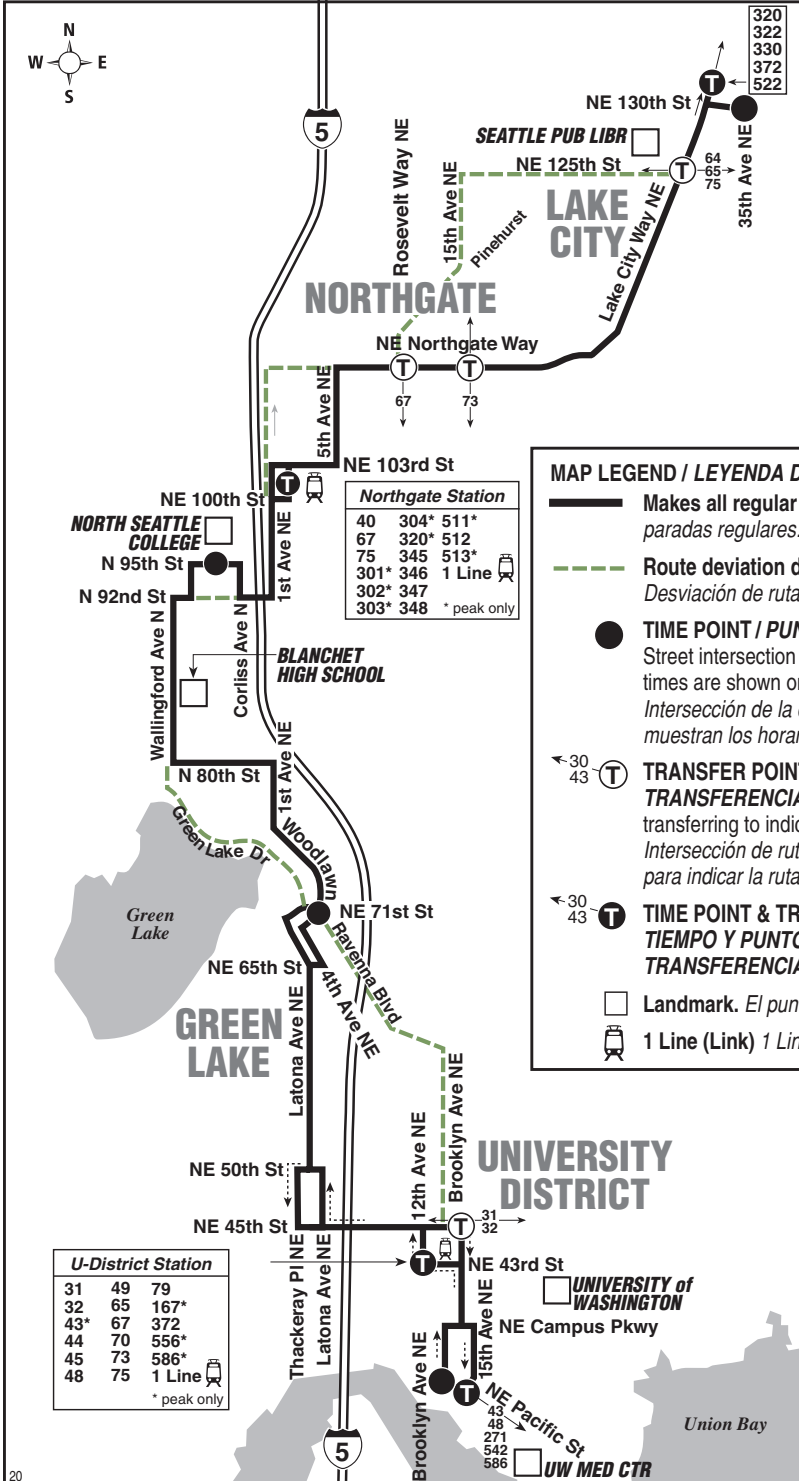 N
W E
S
5
320
322
330
372
522
NE 130th St
SEATTLE PUB LIBR
NE 125th St
T
64
65
75
35th Ave NE
LAKE
CITY
Lake City Way NE
Rosevelt Way NE
15th Ave NE
Pinehurst
NORTHGATE
NE Northgate Way
T
T
67
73
5th Ave NE
NE 103rd St
T
NE 100th St
1st Ave NE
Northgate Station
40 304* 511*
67 320* 512
75 345 513*
301* 346 1 Line
302* 347
303* 348 * peak only
NORTH SEATTLE
COLLEGE
N 95th St
N 92nd St
Wallingford Ave N
Corliss Ave N
BLANCHET
HIGH SCHOOL
N 80th St
1st Ave NE
Woodlawn
Green Lake Dr
Green
Lake
NE 71st St
Ravenna Blvd
NE 65th St
4th Ave NE
GREEN
LAKE
Latona Ave NE
NE 50th St
NE 45th St
Thackeray Pl NE
Latona Ave NE
12th Ave NE
Brooklyn Ave NE
UNIVERSITY
DISTRICT
T
31
32
T
NE 43rd St
UNIVERSITY of
WASHINGTON
NE Campus Pkwy
15th Ave NE
Brooklyn Ave NE
T
NE Pacific St
43
48
271
542
586
UW MED CTR
Union Bay
U-District Station
31 49 79
32 65 167*
43* 67 372
44 70 556*
45 73 586*
48 75 1 Line
* peak only
5
20
MAP LEGEND / LEYENDA D
Makes all regular
paradas regulares.
Route deviation d
Desviación de ruta
TIME POINT / PUN
Street intersection
times are shown or
Intersección de la
muestran los horar
30
43
T
TRANSFER POINT
TRANSFERENCIA
transferring to indic
Intersección de rut
para indicar la ruta
30
43
T
TIME POINT & TR
TIEMPO Y PUNTO
TRANSFERENCIA
Landmark. El pun
1 Line (Link) 1 Lin